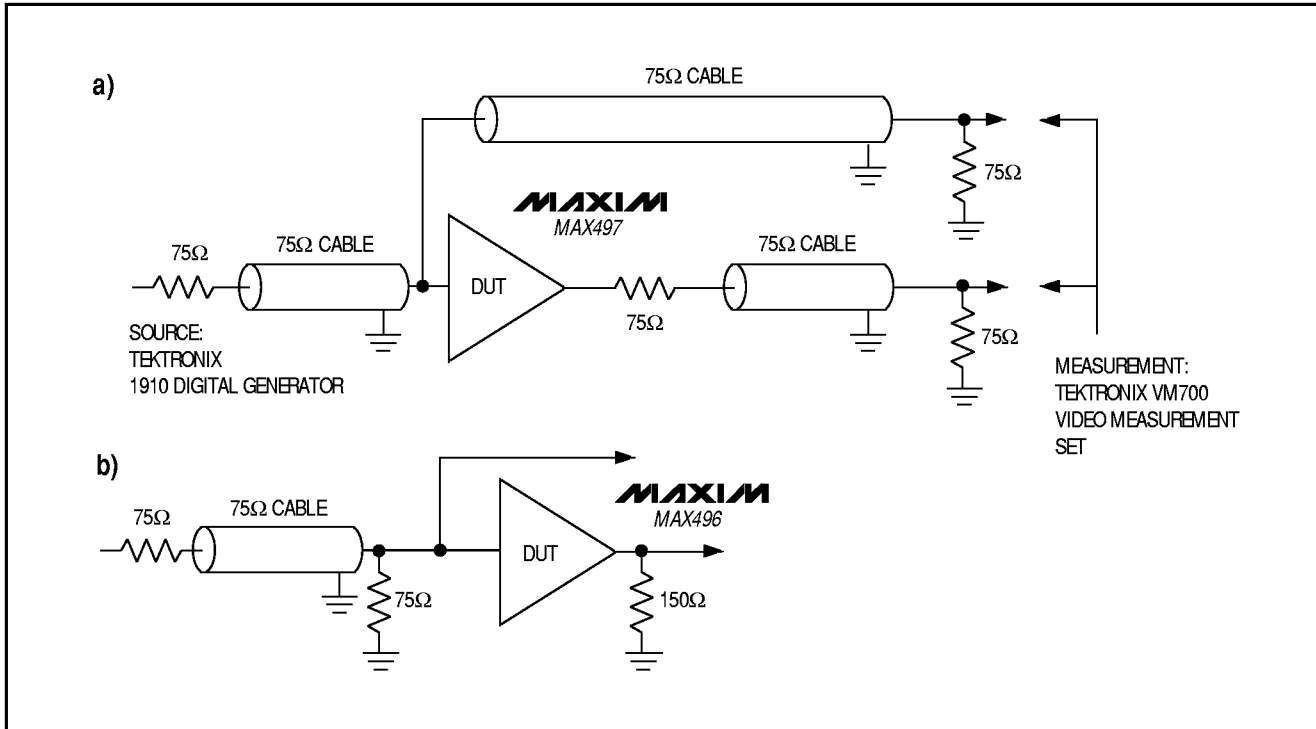 a)
75Ω CABLE
75Ω
MAXIM
MAX497
75Ω
75Ω CABLE
75Ω CABLE
DUT
75Ω
75Ω
SOURCE:
TEKTRONIX
1910 DIGITAL GENERATOR
MEASUREMENT:
TEKTRONIX VM700
VIDEO MEASUREMENT
SET
b)
75Ω
75Ω CABLE
MAXIM
MAX496
DUT
75Ω
150Ω